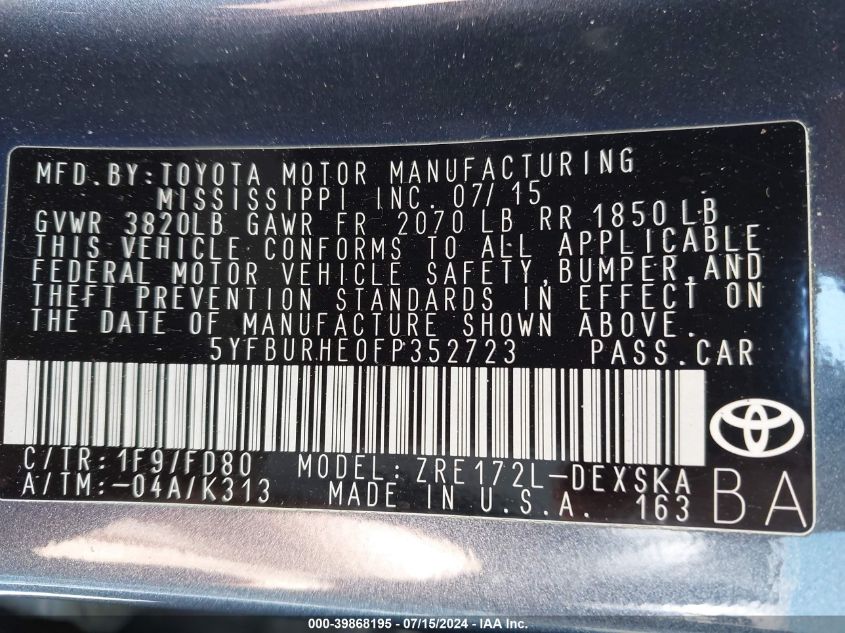 MFD.BY:TOYOTA MOTOR MANUFACTURING
MISSISSIPPI INC. 07/15
GVWR 3820LB GAWR FR 2070 LB RR 1850 LB
THIS VEHICLE CONFORMS TO ALL APPLICABLE
FEDERAL MOTOR VEHICLE SAFETY,BUMPER,AND
THEFT PREVENTION STANDARDS IN EFFECT ON
THE DATE OF MANUFACTURE SHOWN ABOVE.
5YFBURHE0FP352723 PASS.CAR
C/TR:1F9/FD80 MODEL: ZRE172L-DEXSKA
A/TM:-04A/K313 MADE IN U.S.A. 163
BA
000-39868195 - 07/15/2024 - IAA Inc.